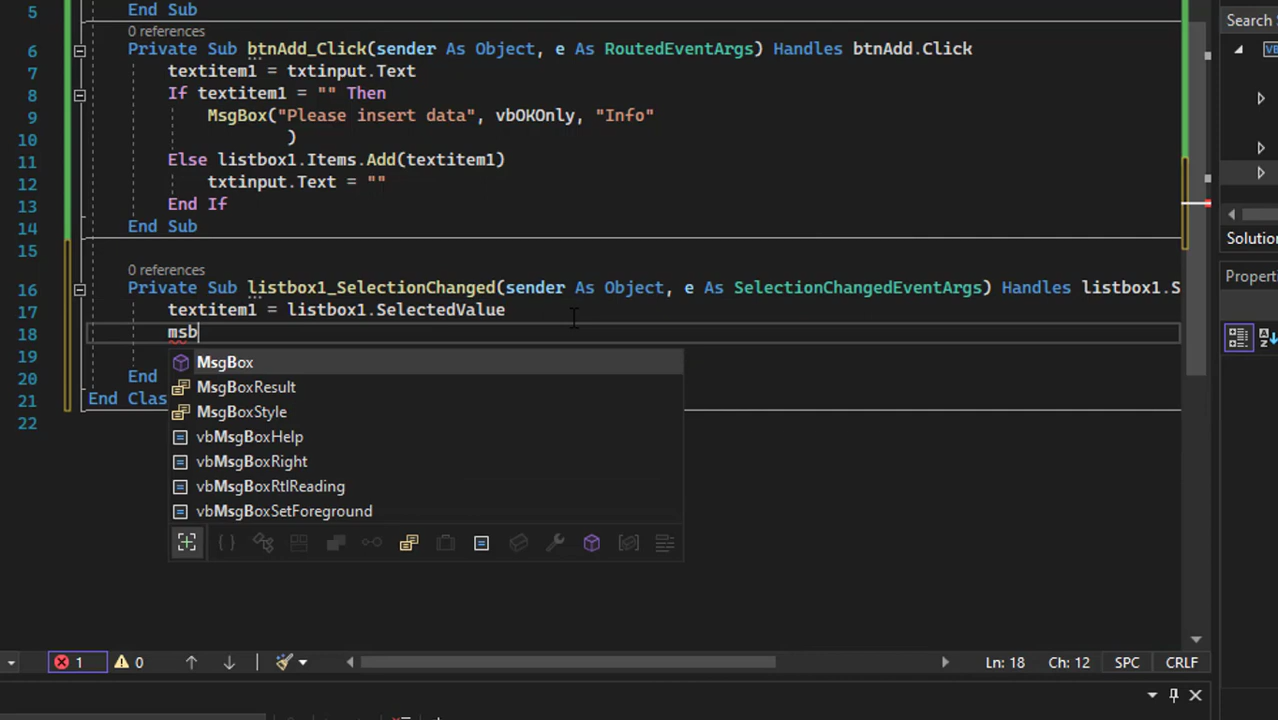 5 End Sub
0 references
6 Private Sub btnAdd_Click(sender As Object, e As RoutedEventArgs) Handles btnAdd.Click
7 textitem1 = txtinput.Text
8 If textitem1 = "" Then
9 MsgBox("Please insert data", vbOKOnly, "Info"
10 )
11 Else listbox1.Items.Add(textitem1)
12 txtinput.Text = ""
13 End If
14 End Sub
15
0 references
16 Private Sub listbox1_SelectionChanged(sender As Object, e As SelectionChangedEventArgs) Handles listbox1.S
17 textitem1 = listbox1.SelectedValue
18 msb
19
20 End
21 End Clas
22
MsgBox
MsgBoxResult
MsgBoxStyle
vbMsgBoxHelp
vbMsgBoxRight
vbMsgBoxRtlReading
vbMsgBoxSetForeground
1 0 Ln: 18 Ch: 12 SPC CRLF
Search
VB
Solutio
Propert